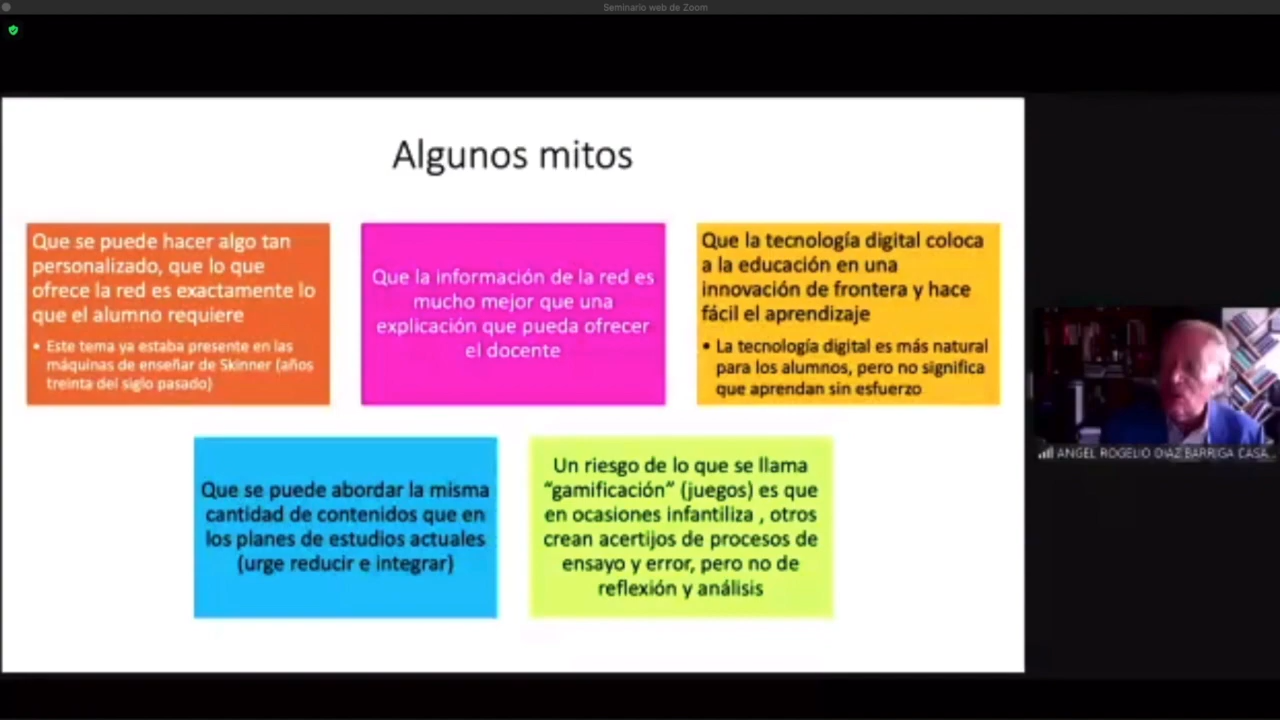 Seminario web de Zoom
Algunos mitos
Que se puede hacer algo tan
personalizado, que lo que
ofrece la red es exactamente lo
que el alumno requiere
• Este tema ya estaba presente en las
máquinas de enseñar de Skinner (años
treinta del siglo pasado)
Que la información de la red es
mucho mejor que una
explicación que pueda ofrecer
el docente
Que la tecnología digital coloca
a la educación en una
innovación de frontera y hace
fácil el aprendizaje
• La tecnología digital es más natural
para los alumnos, pero no significa
que aprendan sin esfuerzo
Que se puede abordar la misma
cantidad de contenidos que en
los planes de estudios actuales
(urge reducir e integrar)
Un riesgo de lo que se llama
“gamificación” (juegos) es que
en ocasiones infantiliza , otros
crean acertijos de procesos de
ensayo y error, pero no de
reflexión y análisis
ANGEL ROGELIO DIAZ BARRIGA CASA...